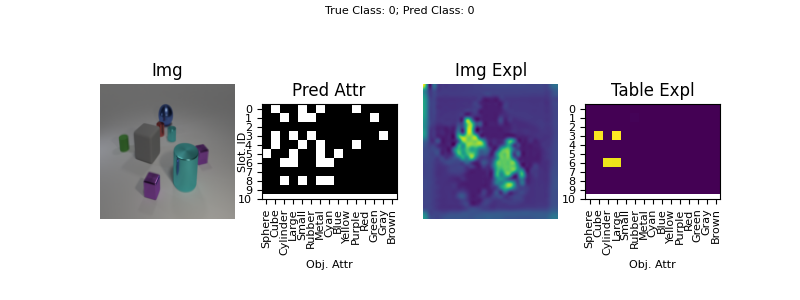 True Class: 0; Pred Class: 0
Img
Pred Attr
Img Expl
Table Expl
Slot. ID
0
1
2
3
4
5
6
7
8
9
10
Sphere
Cube
Cylinder
Large
Small
Rubber
Metal
Cyan
Blue
Yellow
Purple
Red
Green
Gray
Brown
Obj. Attr
0
1
2
3
4
5
6
7
8
9
10
Sphere
Cube
Cylinder
Large
Small
Rubber
Metal
Cyan
Blue
Yellow
Purple
Red
Green
Gray
Brown
Obj. Attr